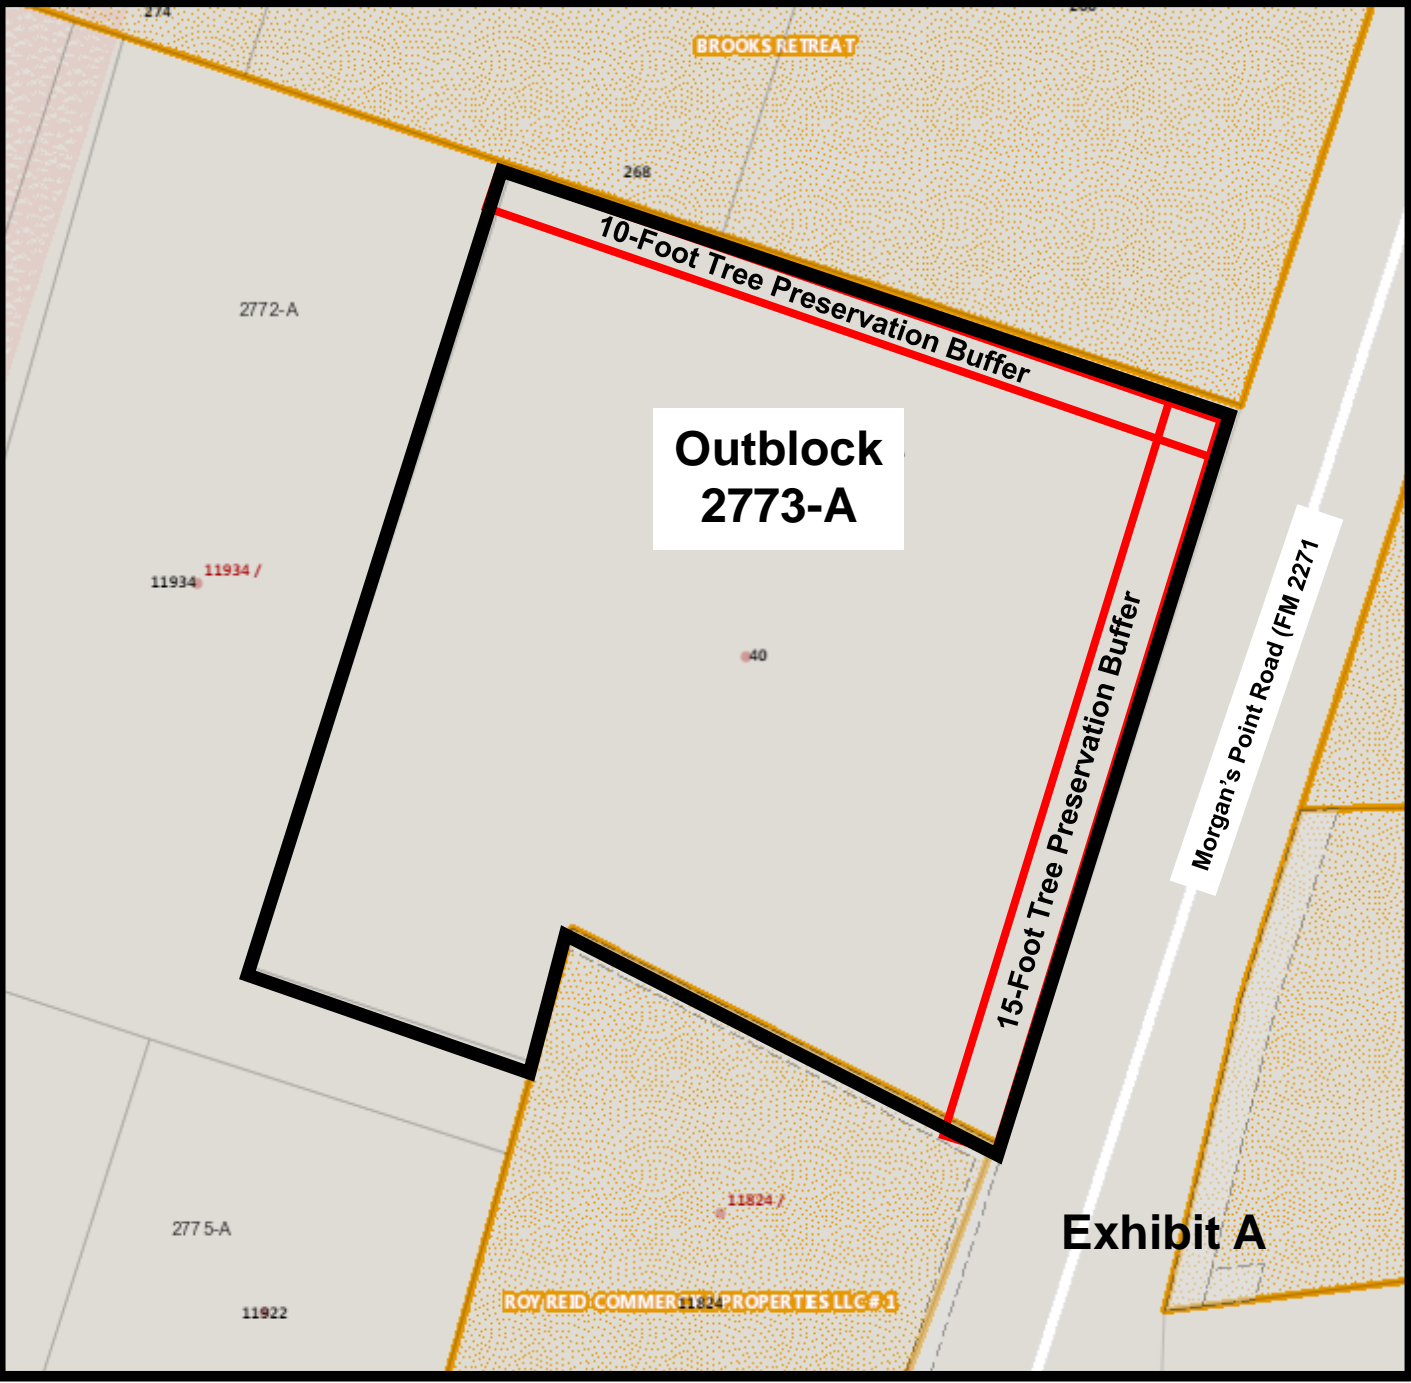 274
BROOKS RETREAT
268
10-Foot Tree Preservation Buffer
2772-A
Outblock
2773-A
11934
11934 /
40
15-Foot Tree Preservation Buffer
Morgan's Point Road (FM 2271
11824 /
2775-A
Exhibit A
11922
ROY REID COMMER PROPERTIES LLC # 1
11824